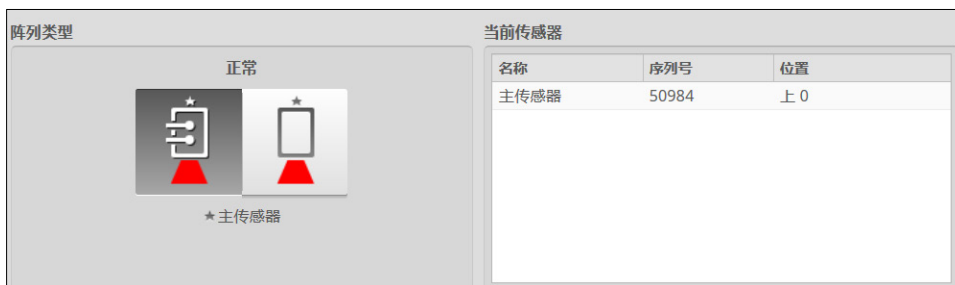 阵列类型
正常
★主传感器
当前传感器
名称 序列号 位置
主传感器 50984 上 0